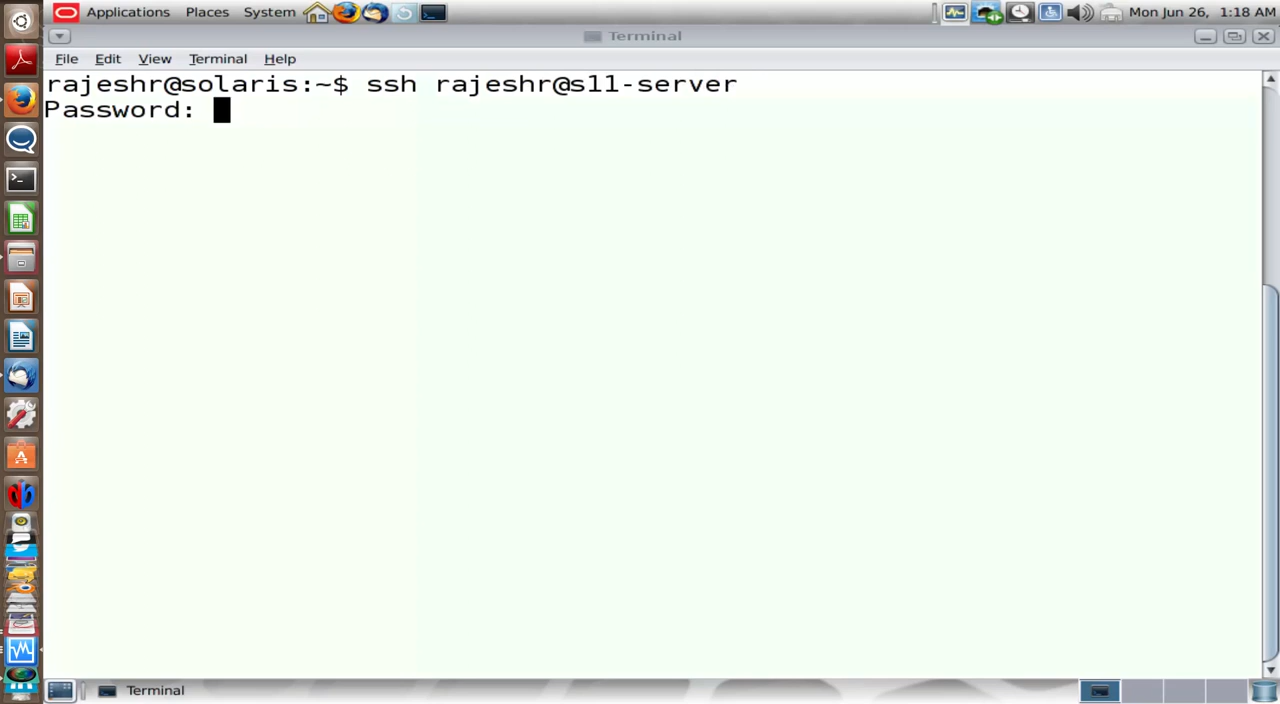 Applications Places System Mon Jun 26, 1:18 AM
Terminal
File Edit View Terminal Help
rajeshr@solaris:~$ ssh rajeshr@s11-server
Password:
Terminal